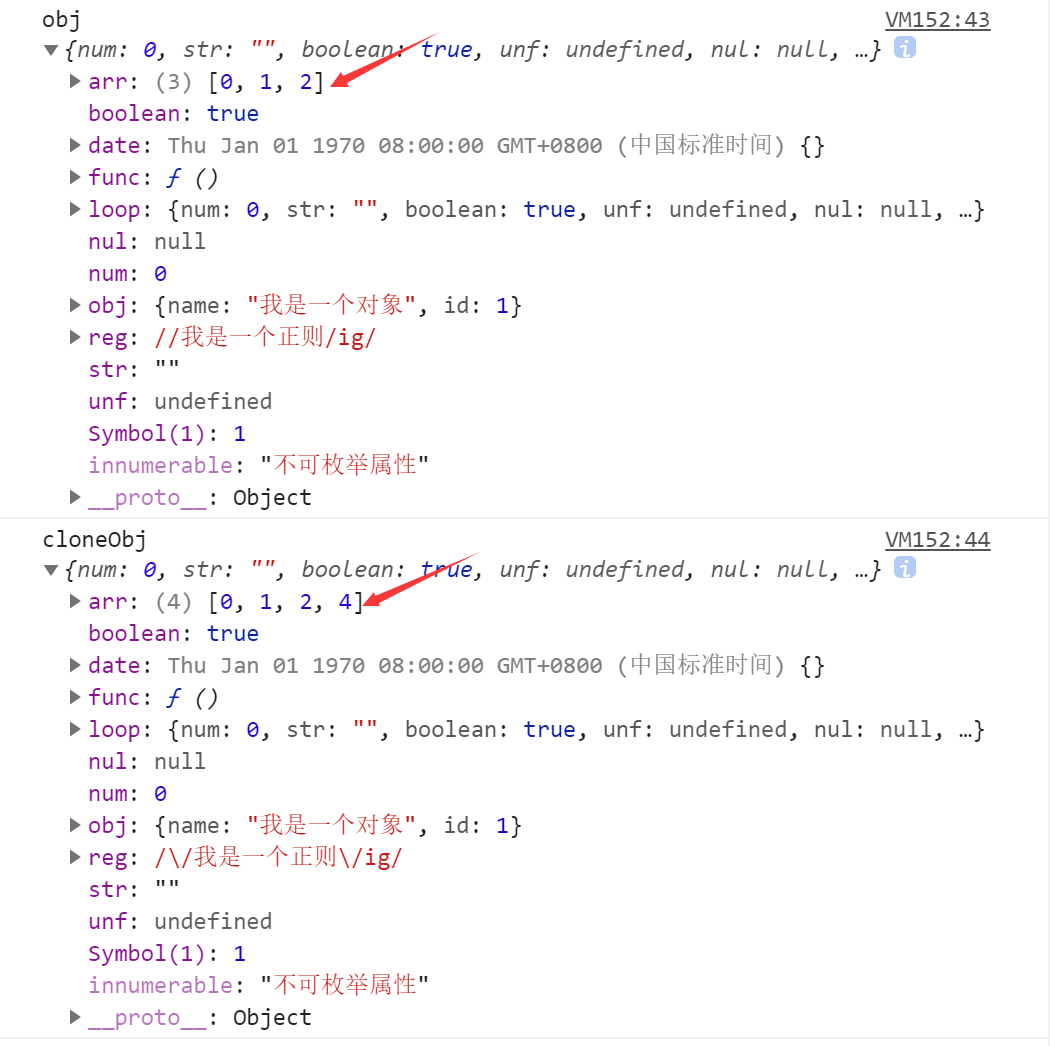 obj VM152:43
▼{num: 0, str: "", boolean: true, unf: undefined, nul: null, …} i
▶arr: (3) [0, 1, 2]
boolean: true
▶date: Thu Jan 01 1970 08:00:00 GMT+0800 (中国标准时间) {}
▶func: ƒ ()
▶loop: {num: 0, str: "", boolean: true, unf: undefined, nul: null, …}
nul: null
num: 0
▶obj: {name: "我是一个对象", id: 1}
▶reg: //我是一个正则/ig/
str: ""
unf: undefined
Symbol(1): 1
innumerable: "不可枚举属性"
▶__proto__: Object
cloneObj VM152:44
▼{num: 0, str: "", boolean: true, unf: undefined, nul: null, …} i
▶arr: (4) [0, 1, 2, 4]
boolean: true
▶date: Thu Jan 01 1970 08:00:00 GMT+0800 (中国标准时间) {}
▶func: ƒ ()
▶loop: {num: 0, str: "", boolean: true, unf: undefined, nul: null, …}
nul: null
num: 0
▶obj: {name: "我是一个对象", id: 1}
▶reg: /\/我是一个正则\/ig/
str: ""
unf: undefined
Symbol(1): 1
innumerable: "不可枚举属性"
▶__proto__: Object